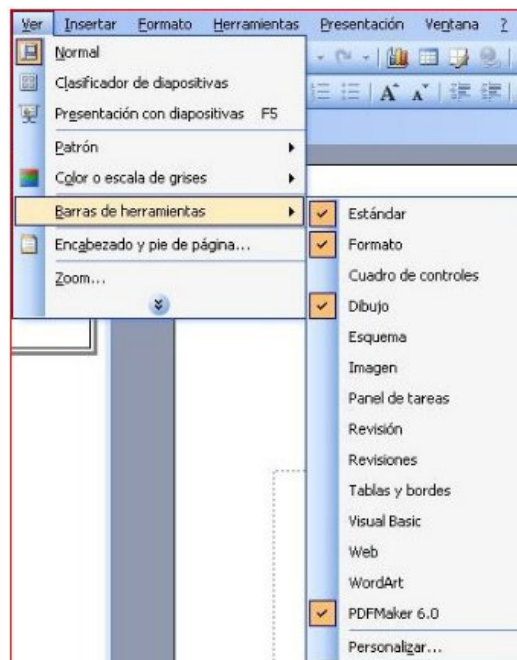 Ver Insertar Formato Herramientas Presentación Ventana ?
Normal
Clasificador de diapositivas
Presentación con diapositivas F5
Patrón
Color o escala de grises
Barras de herramientas
Encabezado y pie de página...
Zoom...
Estándar
Formato
Cuadro de controles
Dibujo
Esquema
Imagen
Panel de tareas
Revisión
Revisiones
Tablas y bordes
Visual Basic
Web
WordArt
PDFMaker 6.0
Personalizar...